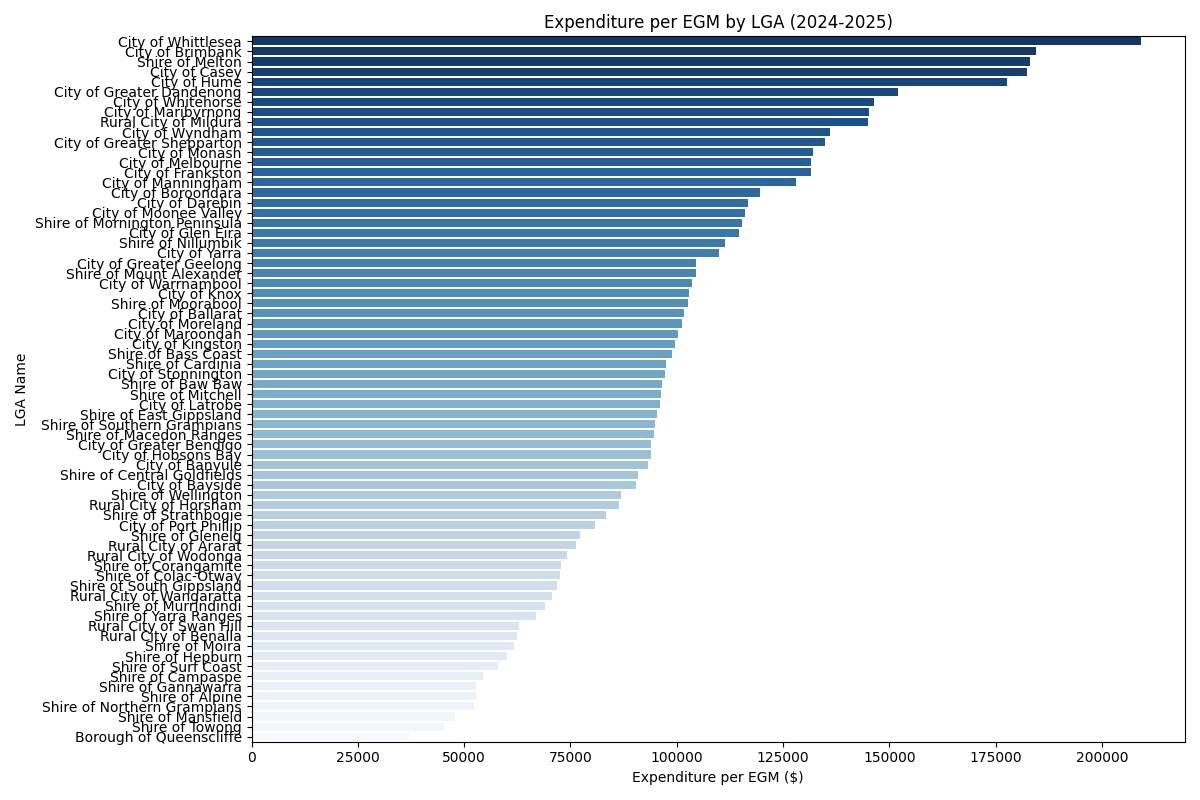 Expenditure per EGM by LGA (2024-2025)
City of Whittlesea
City of Brimbank
Shire of Melton
City of Casey
City of Hume
City of Greater Dandenong
City of Whitehorse
City of Maribyrnong
Rural City of Mildura
City of Wyndham
City of Greater Shepparton
City of Monash
City of Melbourne
City of Frankston
City of Manningham
City of Boroondara
City of Darebin
City of Moonee Valley
Shire of Mornington Peninsula
City of Glen Eira
Shire of Nillumbik
City of Yarra
City of Greater Geelong
Shire of Mount Alexander
City of Warrnambool
City of Knox
Shire of Moorabool
City of Ballarat
City of Moreland
City of Maroondah
City of Kingston
Shire of Bass Coast
Shire of Cardinia
City of Stonnington
Shire of Baw Baw
Shire of Mitchell
City of Latrobe
Shire of East Gippsland
Shire of Southern Grampians
Shire of Macedon Ranges
City of Greater Bendigo
City of Hobsons Bay
City of Banyule
Shire of Central Goldfields
City of Bayside
Shire of Wellington
Rural City of Horsham
Shire of Strathbogie
City of Port Phillip
Shire of Glenelg
Rural City of Ararat
Rural City of Wodonga
Shire of Corangamite
Shire of Colac-Otway
Shire of South Gippsland
Rural City of Wangaratta
Shire of Murrindindi
Shire of Yarra Ranges
Rural City of Swan Hill
Rural City of Benalla
Shire of Moira
Shire of Hepburn
Shire of Surf Coast
Shire of Campaspe
Shire of Gannawarra
Shire of Alpine
Shire of Northern Grampians
Shire of Mansfield
Shire of Towong
Borough of Queenscliffe
LGA Name
0 25000 50000 75000 100000 125000 150000 175000 200000
Expenditure per EGM ($)